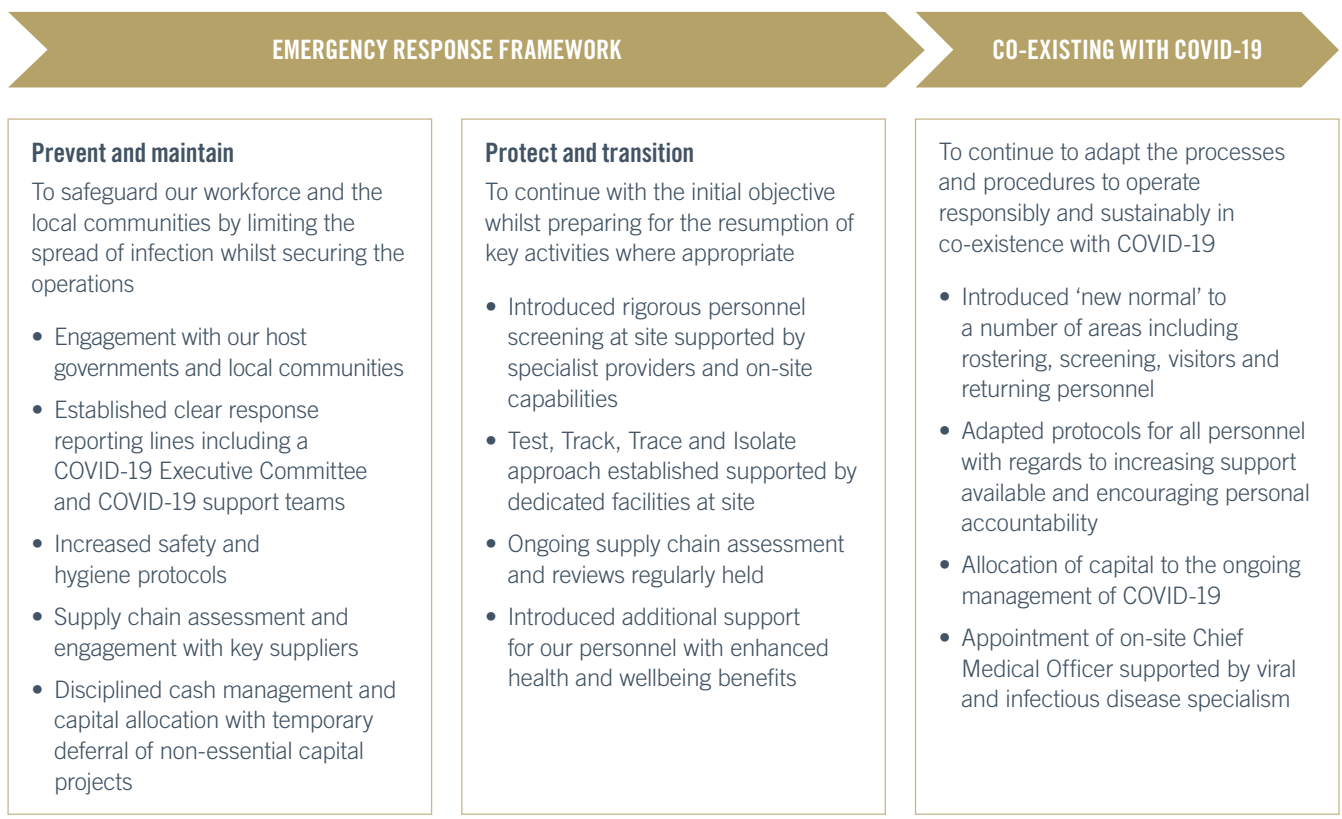 EMERGENCY RESPONSE FRAMEWORK
CO-EXISTING WITH COVID-19
Prevent and maintain
To safeguard our workforce and the
local communities by limiting the
spread of infection whilst securing the
operations
• Engagement with our host
governments and local communities
• Established clear response
reporting lines including a
COVID-19 Executive Committee
and COVID-19 support teams
• Increased safety and
hygiene protocols
• Supply chain assessment and
engagement with key suppliers
• Disciplined cash management and
capital allocation with temporary
deferral of non-essential capital
projects
Protect and transition
To continue with the initial objective
whilst preparing for the resumption of
key activities where appropriate
• Introduced rigorous personnel
screening at site supported by
specialist providers and on-site
capabilities
• Test, Track, Trace and Isolate
approach established supported by
dedicated facilities at site
• Ongoing supply chain assessment
and reviews regularly held
• Introduced additional support
for our personnel with enhanced
health and wellbeing benefits
To continue to adapt the processes
and procedures to operate
responsibly and sustainably in
co-existence with COVID-19
• Introduced ‘new normal’ to
a number of areas including
rostering, screening, visitors and
returning personnel
• Adapted protocols for all personnel
with regards to increasing support
available and encouraging personal
accountability
• Allocation of capital to the ongoing
management of COVID-19
• Appointment of on-site Chief
Medical Officer supported by viral
and infectious disease specialism